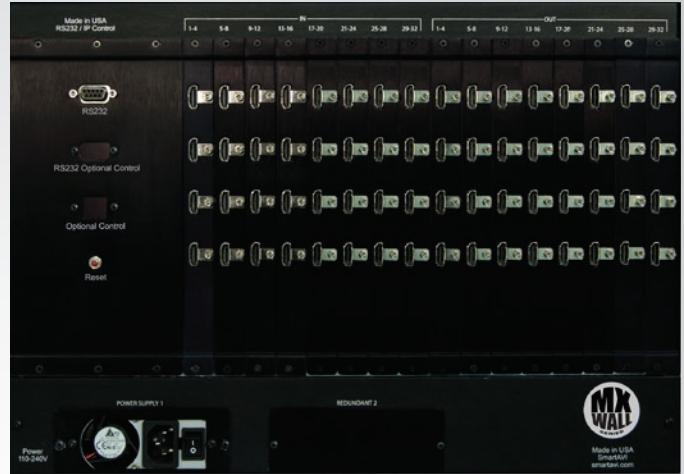 Made in USA
RS232 / IP Control
IN
OUT
1-4 5-8 9-12 13-16 17-20 21-24 25-28 29-32 1-4 5-8 9-12 13-16 17-20 21-24 25-28 29-32
RS232
RS232 Optional Control
Optional Control
Reset
POWER SUPPLY 1
REDUNDANT 2
I
O
Power
110-240V
MX
WALL
SERIES
Made in USA
SmartAVI
smartavi.com